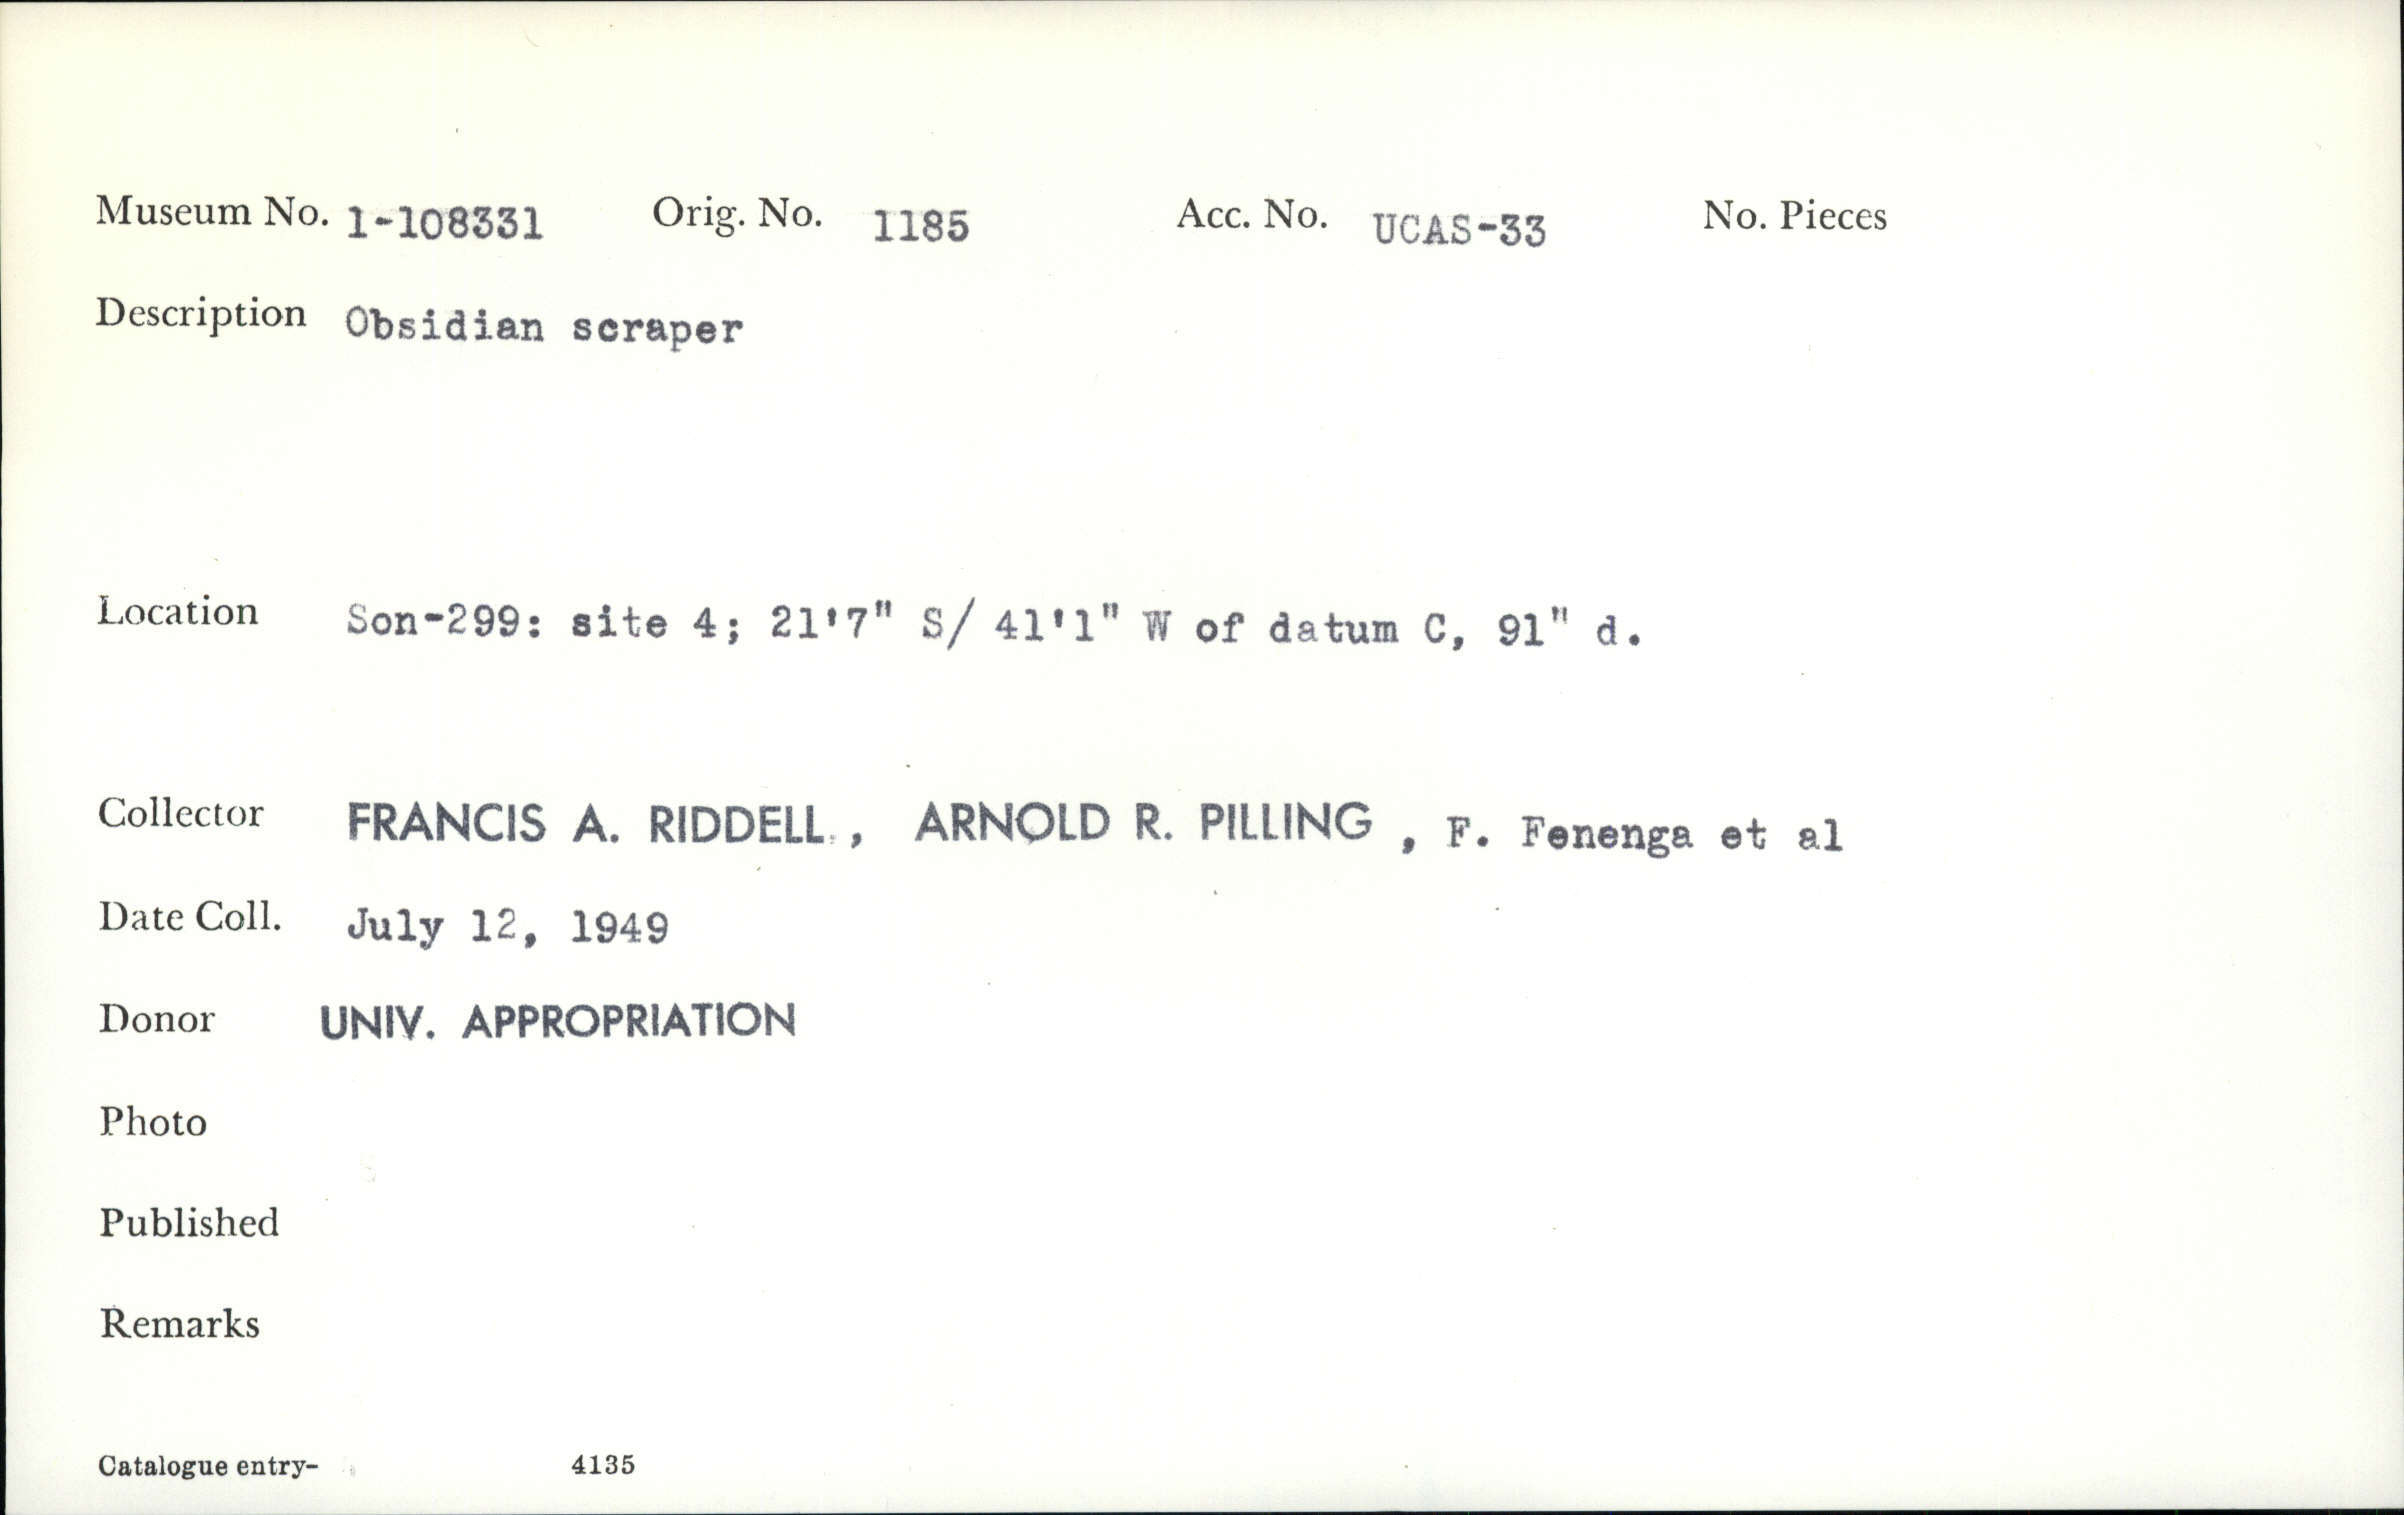 Museum No. 1-108331 Orig. No. 1185 Acc. No. UCAS-33 No. Pieces
Description Obsidian scraper
Location Son-299: site 4; 21'7" S/ 41'1" W of datum C, 91" d.
Collector FRANCIS A. RIDDELL, ARNOLD R. PILLING, F. Fenenga et al
Date Coll. July 12, 1949
Donor UNIV. APPROPRIATION
Photo
Published
Remarks
Catalogue entry- 4135